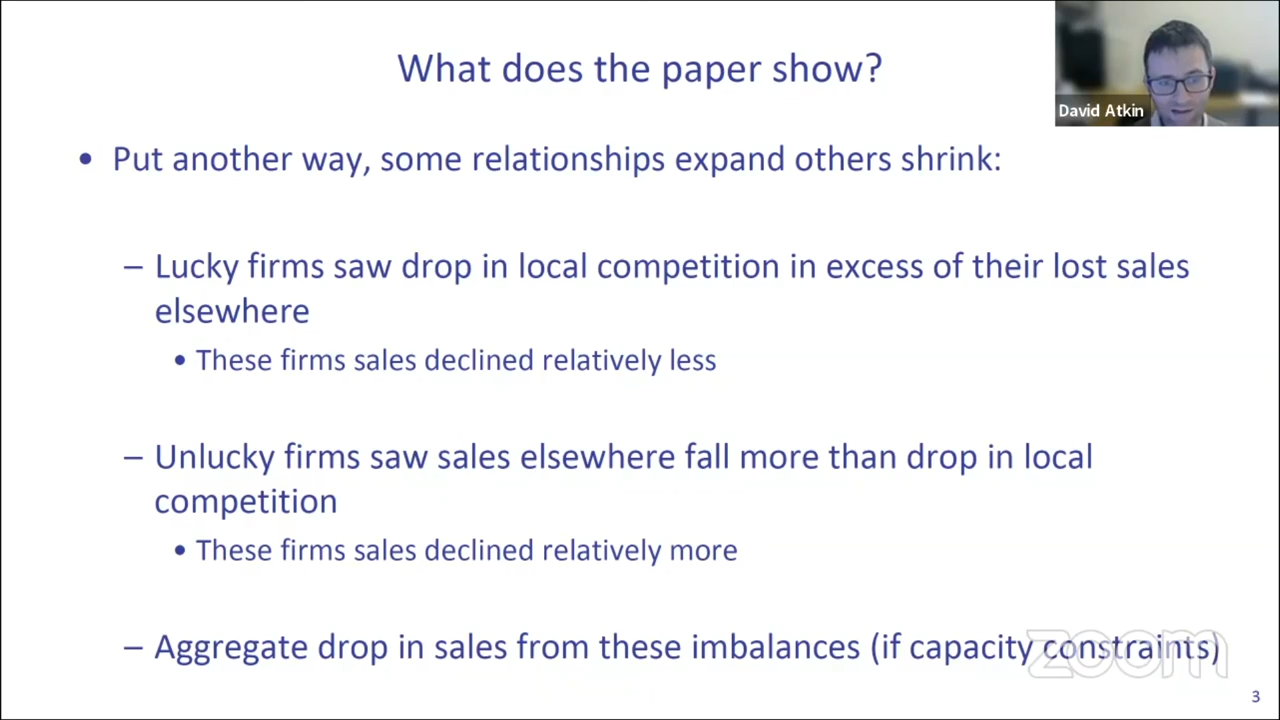 What does the paper show?
David Atkin
• Put another way, some relationships expand others shrink:
– Lucky firms saw drop in local competition in excess of their lost sales
elsewhere
• These firms sales declined relatively less
– Unlucky firms saw sales elsewhere fall more than drop in local
competition
• These firms sales declined relatively more
– Aggregate drop in sales from these imbalances (if capacity constraints)
zoom
3